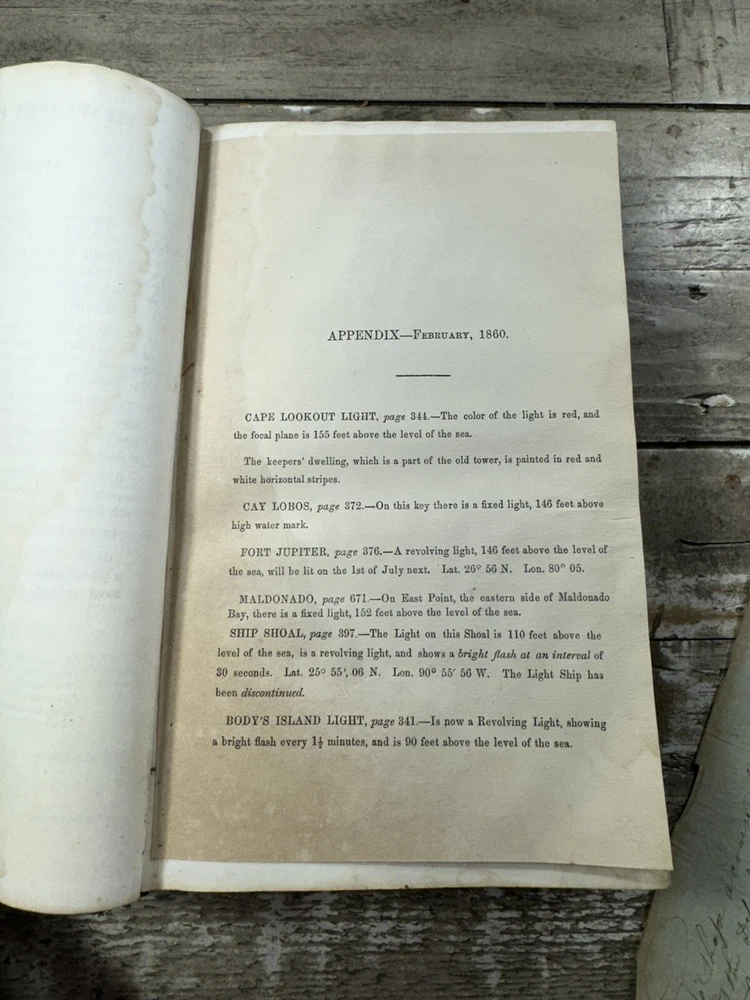 APPENDIX—February, 1860.
CAPE LOOKOUT LIGHT, page 344.—The color of the light is red, and
the focal plane is 155 feet above the level of the sea.
The keepers' dwelling, which is a part of the old tower, is painted in red and
white horizontal stripes.
CAY LOBOS, page 372.—On this key there is a fixed light, 146 feet above
high water mark.
FORT JUPITER, page 376.—A revolving light, 146 feet above the level of
the sea, will be lit on the 1st of July next. Lat. 26° 56 N. Lon. 80° 05.
MALDONADO, page 671.—On East Point, the eastern side of Maldonado
Bay, there is a fixed light, 152 feet above the level of the sea.
SHIP SHOAL, page 397.—The Light on this Shoal is 110 feet above the
level of the sea, is a revolving light, and shows a bright flash at an interval of
30 seconds. Lat. 25° 55', 06 N. Lon. 90° 55' 56 W. The Light Ship has
been discontinued.
BODY'S ISLAND LIGHT, page 341.—Is now a Revolving Light, showing
a bright flash every 1½ minutes, and is 90 feet above the level of the sea.